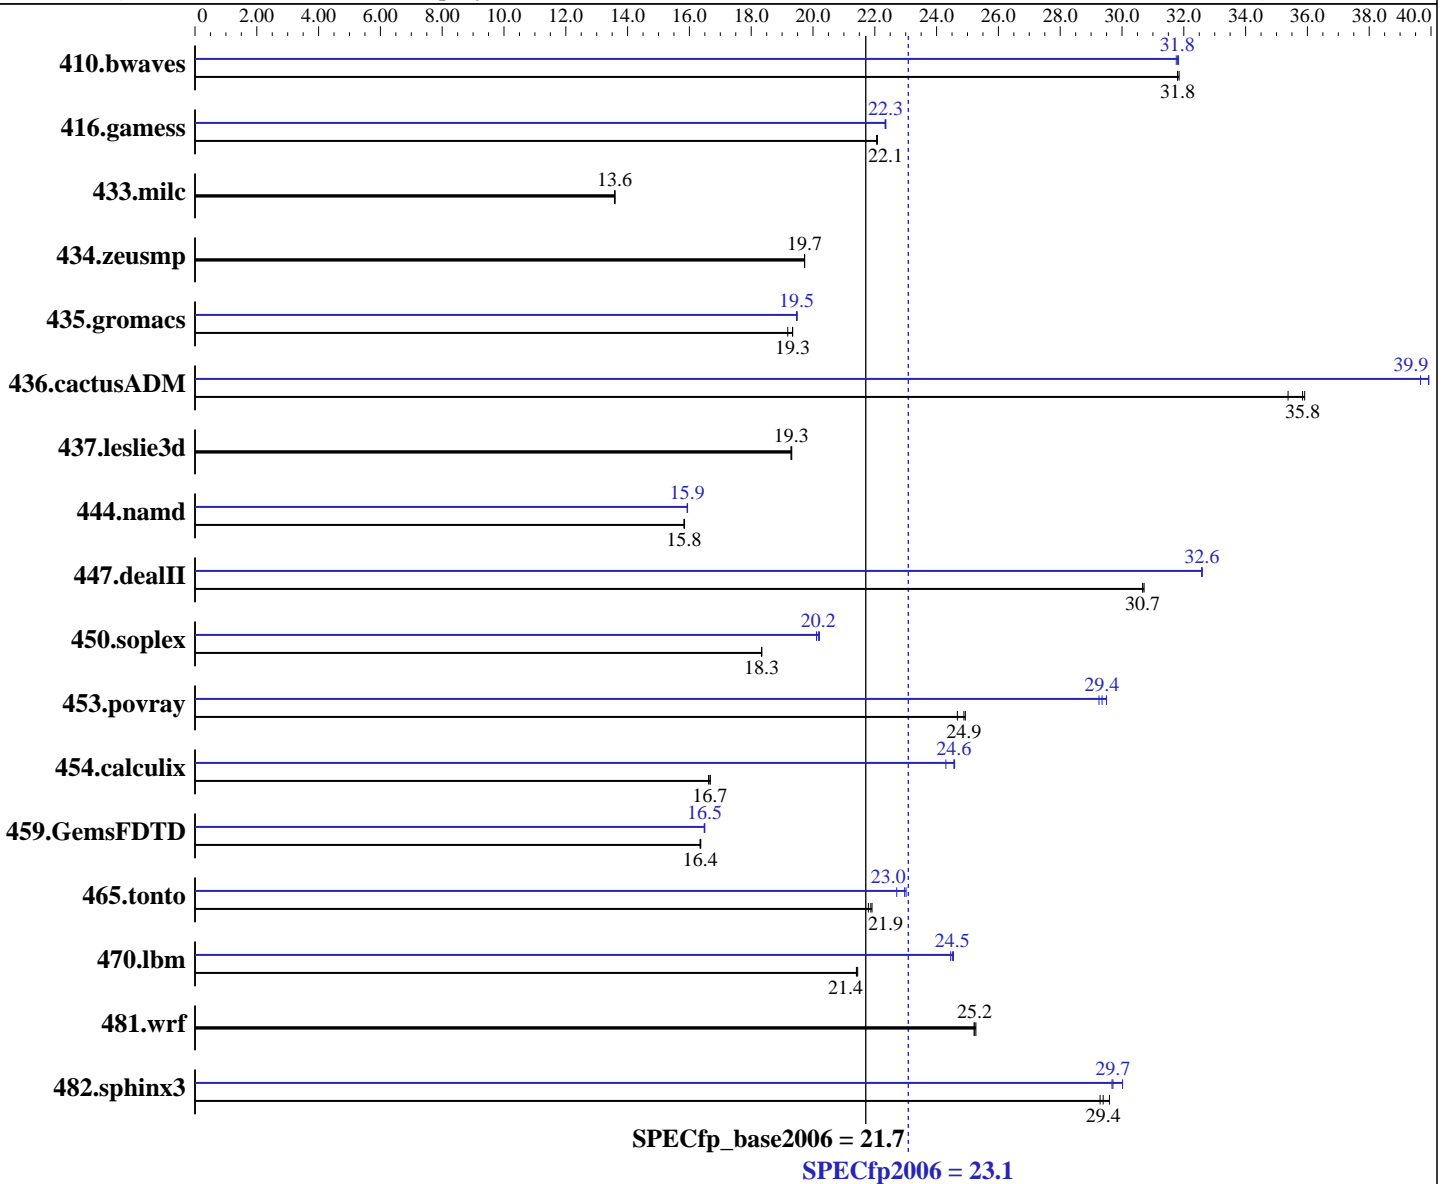 0 2.00 4.00 6.00 8.00 10.0 12.0 14.0 16.0 18.0 20.0 22.0 24.0 26.0 28.0 30.0 32.0 34.0 36.0 38.0 40.0
31.8
410.bwaves
31.8
22.3
416.gamess
22.1
13.6
433.milc
19.7
434.zeusmp
19.5
435.gromacs
19.3
39.9
436.cactusADM
35.8
19.3
437.leslie3d
15.9
444.namd
15.8
32.6
447.dealII
30.7
20.2
450.soplex
18.3
29.4
453.povray
24.9
24.6
454.calculix
16.7
16.5
459.GemsFDTD
16.4
23.0
465.tonto
21.9
24.5
470.lbm
21.4
25.2
481.wrf
29.7
482.sphinx3
29.4
SPECfp_base2006 = 21.7
SPECfp2006 = 23.1